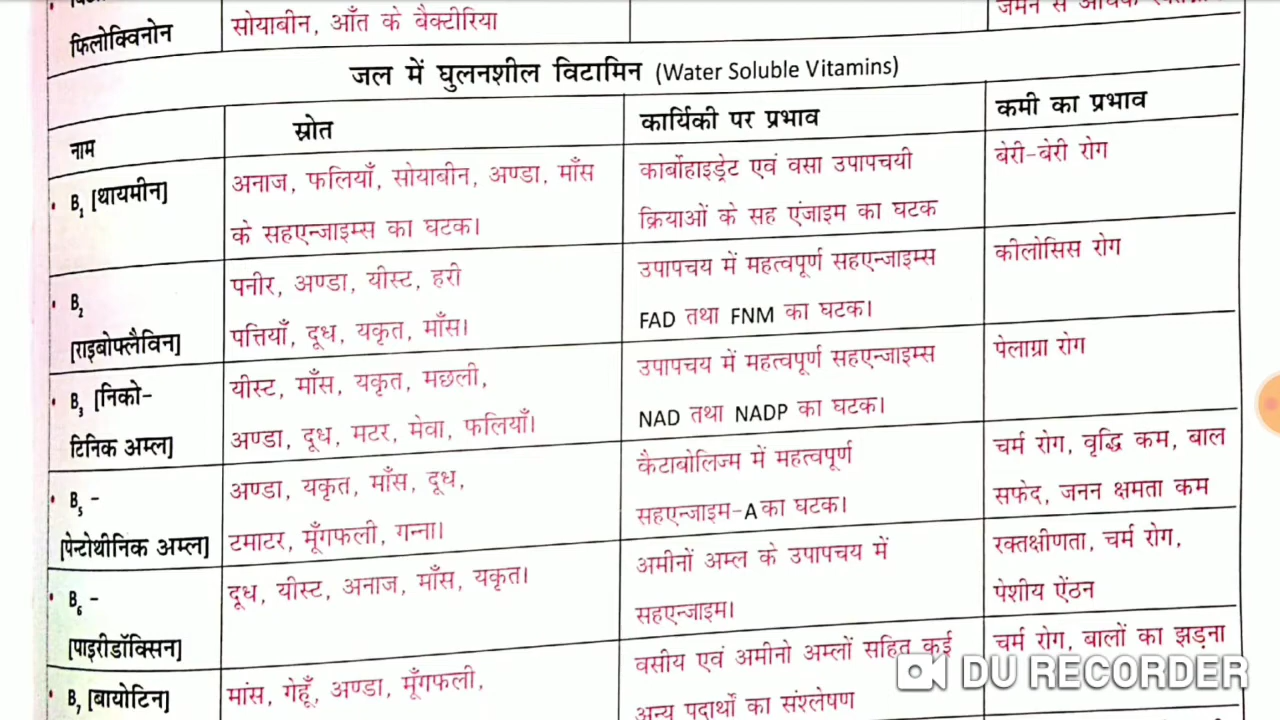 फिलोक्विनोन
सोयाबीन, आँत के बैक्टीरिया
जल में घुलनशील विटामिन (Water Soluble Vitamins)
नाम
स्रोत
कार्यिकी पर प्रभाव
कमी का प्रभाव
• B₁ [थायमीन]
अनाज, फलियाँ, सोयाबीन, अण्डा, माँस
के सहएन्जाइम्स का घटक।
कार्बोहाइड्रेट एवं वसा उपापचयी
क्रियाओं के सह एंजाइम का घटक
बेरी-बेरी रोग
• B₂
[राइबोफ्लैविन]
पनीर, अण्डा, यीस्ट, हरी
पत्तियाँ, दूध, यकृत, माँस।
उपापचय में महत्वपूर्ण सहएन्जाइम्स
FAD तथा FNM का घटक।
कीलोसिस रोग
• B₃ [निको-
टिनिक अम्ल]
यीस्ट, माँस, यकृत, मछली,
अण्डा, दूध, मटर, मेवा, फलियाँ।
उपापचय में महत्वपूर्ण सहएन्जाइम्स
NAD तथा NADP का घटक।
पेलाग्रा रोग
• B₅ -
[पेन्टोथीनिक अम्ल]
अण्डा, यकृत, माँस, दूध,
टमाटर, मूँगफली, गन्ना।
कैटाबोलिज्म में महत्वपूर्ण
सहएन्जाइम-A का घटक।
चर्म रोग, वृद्धि कम, बाल
सफेद, जनन क्षमता कम
• B₆ -
[पाइरीडॉक्सिन]
दूध, यीस्ट, अनाज, माँस, यकृत।
अमीनों अम्ल के उपापचय में
सहएन्जाइम।
रक्तक्षीणता, चर्म रोग,
पेशीय ऐंठन
• B₇ [बायोटिन]
मांस, गेहूँ, अण्डा, मूँगफली,
वसीय एवं अमीनो अम्लों सहित कई
अन्य पदार्थों का संश्लेषण
चर्म रोग, बालों का झड़ना
DU RECORDER